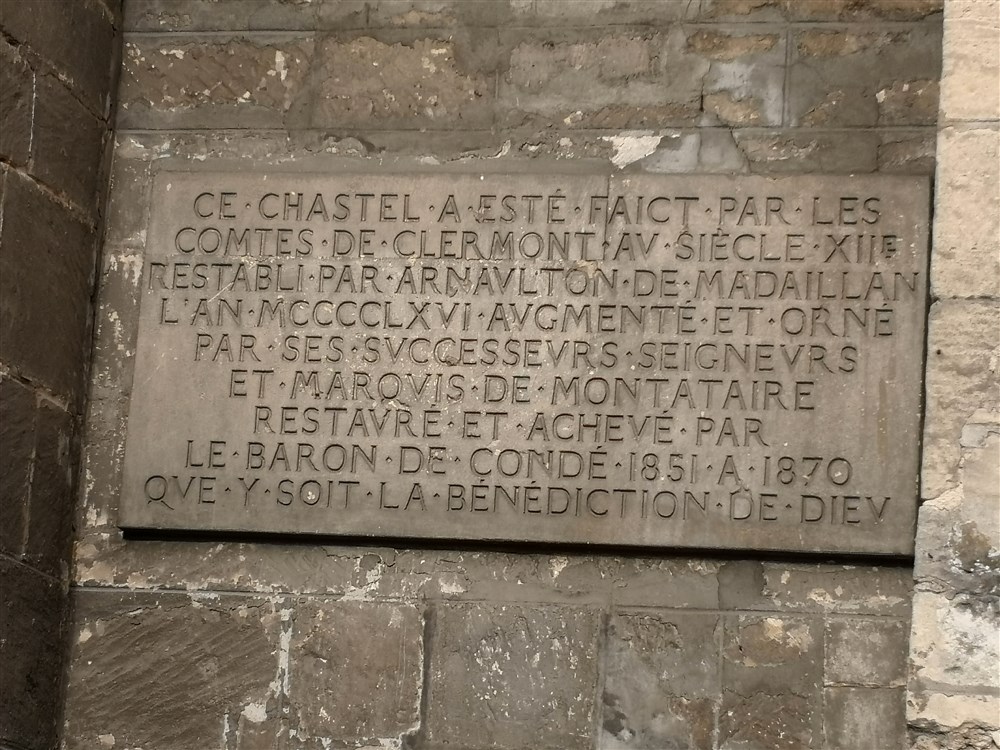 CE·CHASTEL·A·ESTÉ·FAICT·PAR·LES
COMTES·DE·CLERMONT·AV·SIÈCLE·XIIE
RESTABLI·PAR·ARNAVLTON·DE·MADAILLAN
L'AN·MCCCCLXVI·AVGMENTÉ·ET·ORNÉ
PAR·SES·SVCCESSEVRS·SEIGNEVRS
ET·MARQVIS·DE·MONTATAIRE
RESTAVRÉ·ET·ACHEVÉ·PAR
LE·BARON·DE·CONDÉ·1851·A·1870
QVE·Y·SOIT·LA·BÉNÉDICTION·DE·DIEV